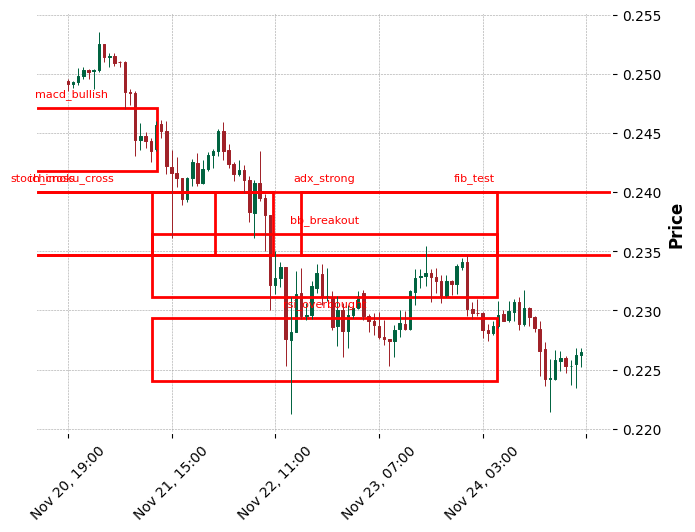 0.255
0.250
macd_bullish
0.245
adx_strong
fib_test
0.240
bb_breakout
Price
0.235
0.230
0.225
0.220
Nov 20, 19:00
Nov 21, 15:00
Nov 22, 11:00
Nov 23, 07:00
Nov 24, 03:00